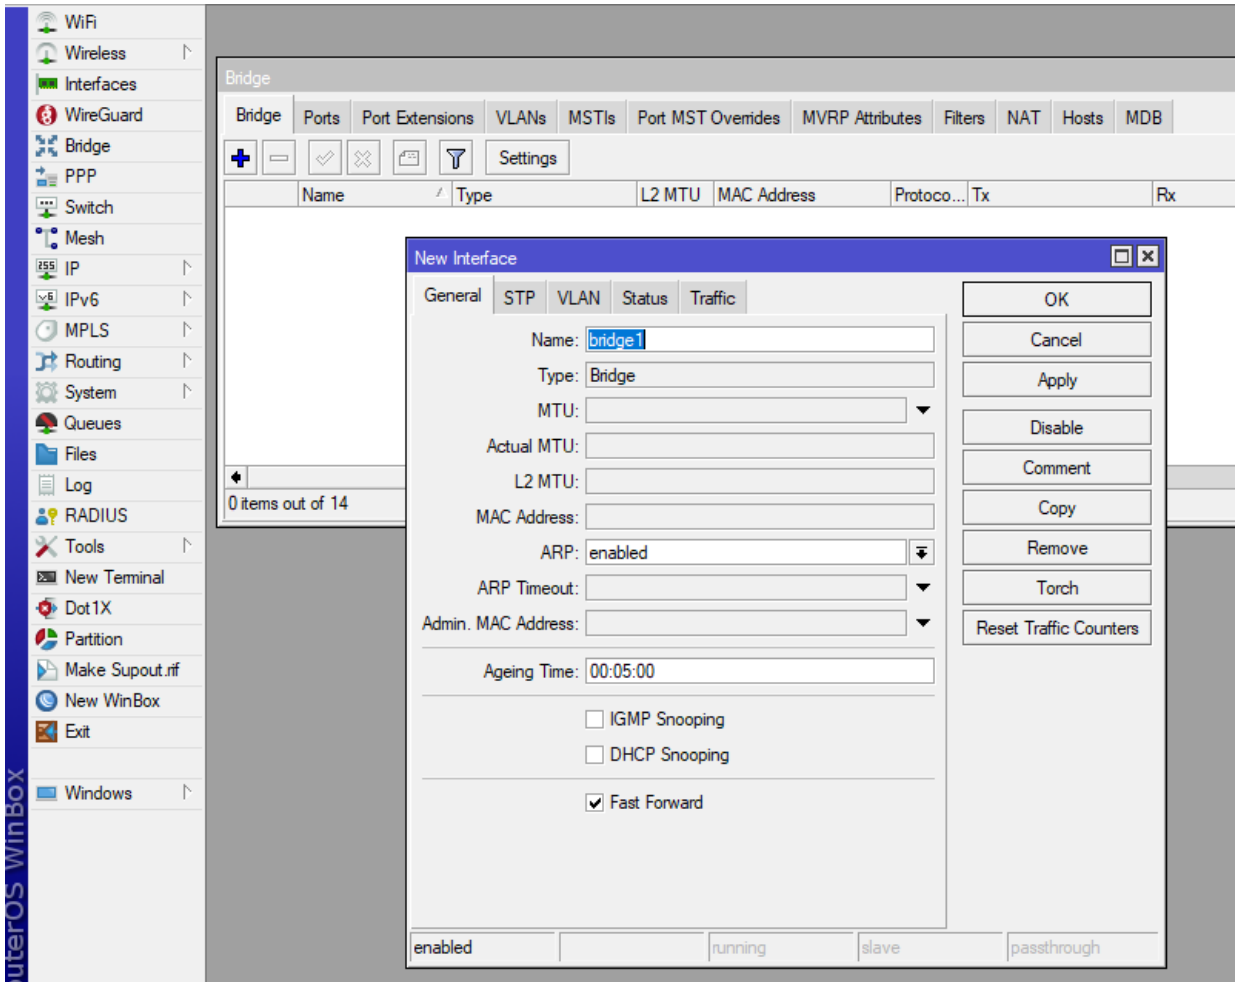 WiFi
Wireless
Interfaces
WireGuard
Bridge
PPP
Switch
Mesh
255 IP
v6 IPv6
MPLS
Routing
System
Queues
Files
Log
RADIUS
Tools
New Terminal
Dot1X
Partition
Make Supout.rif
New WinBox
Exit
Windows
outerOS WinBox
Bridge
Bridge Ports Port Extensions VLANs MSTIs Port MST Overrides MVRP Attributes Filters NAT Hosts MDB
Settings
Name Type L2 MTU MAC Address Protoco... Tx Rx
0 items out of 14
New Interface
General STP VLAN Status Traffic
Name: bridge1
Type: Bridge
MTU:
Actual MTU:
L2 MTU:
MAC Address:
ARP: enabled
ARP Timeout:
Admin. MAC Address:
Ageing Time: 00:05:00
IGMP Snooping
DHCP Snooping
Fast Forward
OK
Cancel
Apply
Disable
Comment
Copy
Remove
Torch
Reset Traffic Counters
enabled running slave passthrough